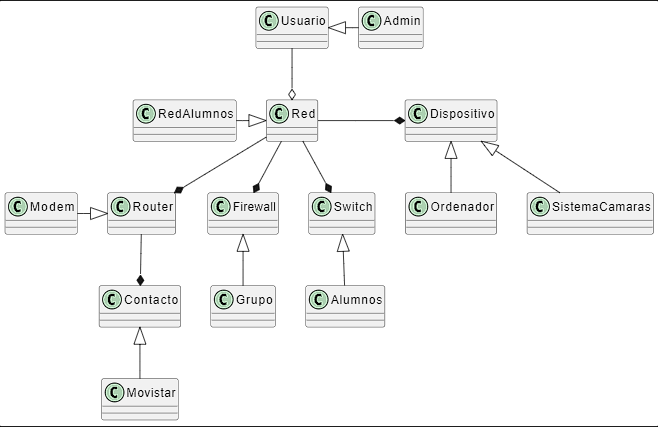 C Usuario
C Admin
C RedAlumnos
C Red
C Dispositivo
C Modem
C Router
C Firewall
C Switch
C Ordenador
C SistemaCamaras
C Contacto
C Grupo
C Alumnos
C Movistar